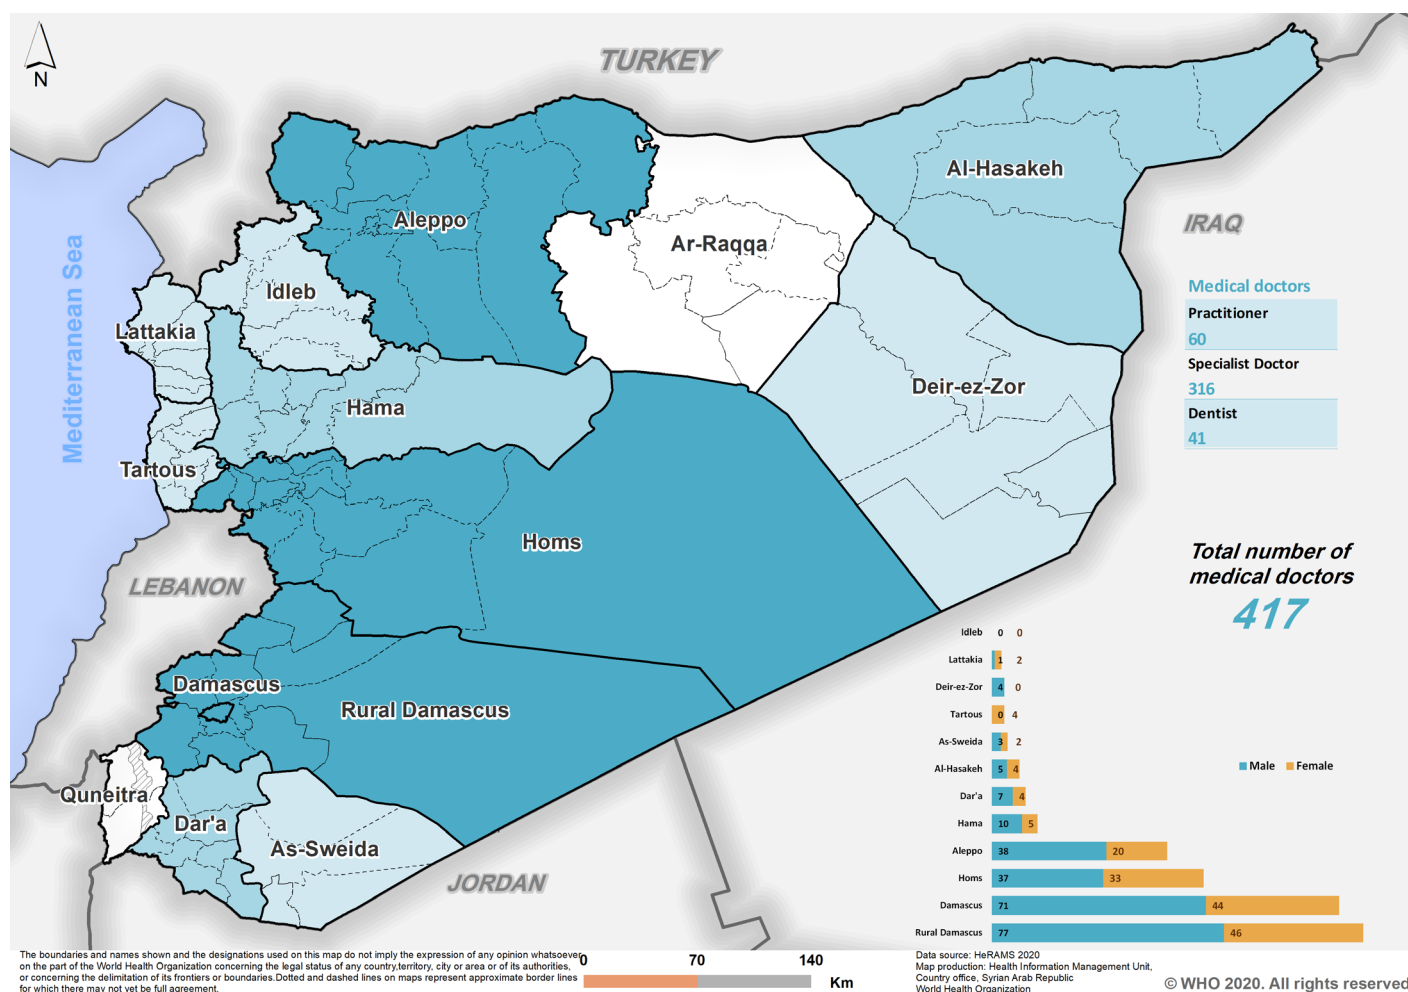 N
TURKEY
Al-Hasakeh
Aleppo
IRAQ
Ar-Raqqa
Mediterranean Sea
Idleb
Lattakia
Deir-ez-Zor
Hama
Tartous
Homs
LEBANON
Damascus
Rural Damascus
Quneitra
Dar'a
As-Sweida
JORDAN
Medical doctors
Practitioner
60
Specialist Doctor
316
Dentist
41
Total number of
medical doctors
417
Idleb 0 0
Lattakia 1 2
Deir-ez-Zor 4 0
Tartous 0 4
As-Sweida 3 2
Al-Hasakeh 5 4
Dar'a 7 4
Hama 10 5
Aleppo 38 20
Homs 37 33
Damascus 71 44
Rural Damascus 77 46
Male Female
The boundaries and names shown and the designations used on this map do not imply the expression of any opinion whatsoever
on the part of the World Health Organization concerning the legal status of any country,territory, city or area or of its authorities,
or concerning the delimitation of its frontiers or boundaries.Dotted and dashed lines on maps represent approximate border lines
for which there may not yet be full agreement.
0 70 140
Km
Data source: HeRAMS 2020
Map production: Health Information Management Unit,
Country office, Syrian Arab Republic
World Health Organization
© WHO 2020. All rights reserved